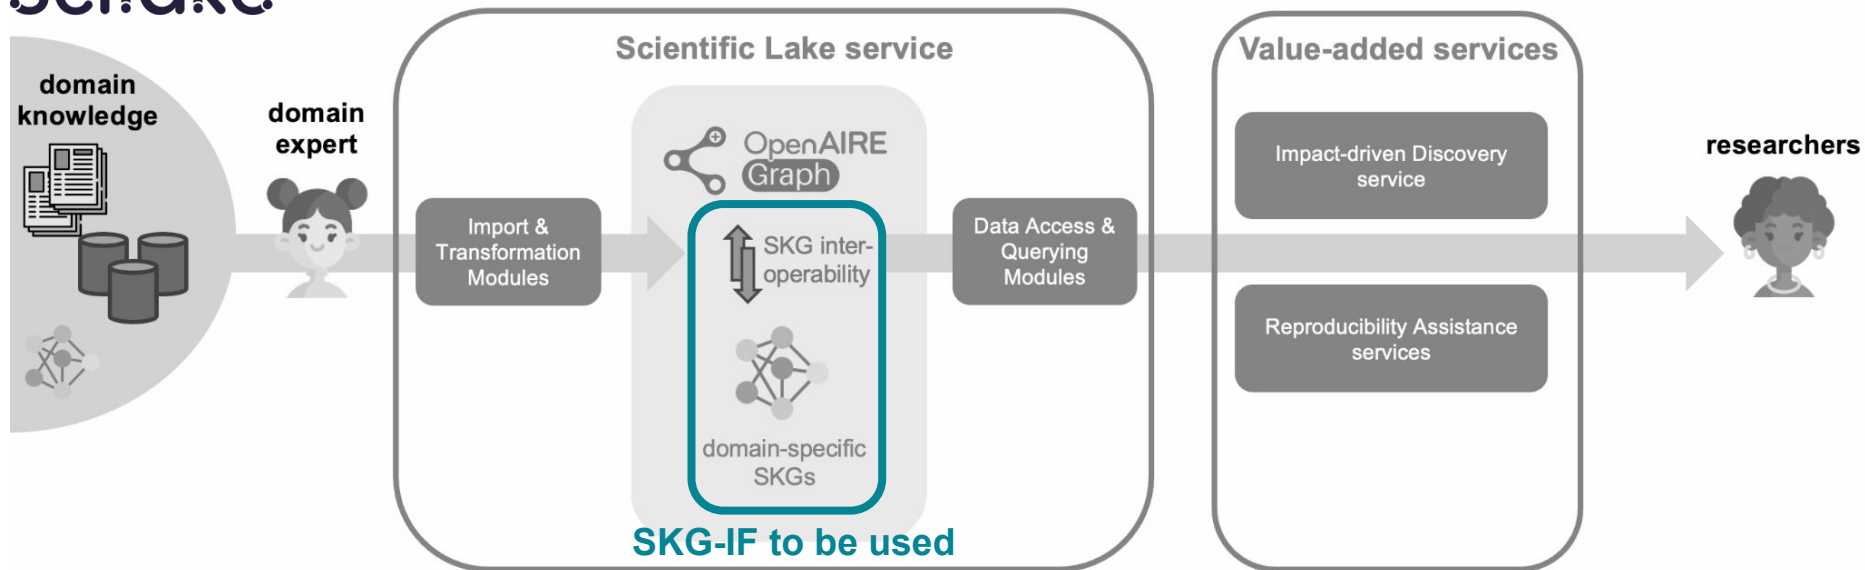 Scientific Lake service
Value-added services
domain
knowledge
domain
expert
OpenAIRE
Graph
Import &
Transformation
Modules
SKG inter-
operability
domain-specific
SKGs
Data Access &
Querying
Modules
Impact-driven Discovery
service
Reproducibility Assistance
services
researchers
SKG-IF to be used